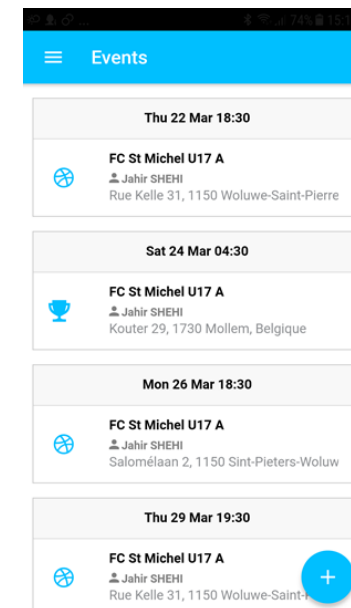 74% 15:1
Events
Thu 22 Mar 18:30
FC St Michel U17 A
Jahir SHEHI
Rue Kelle 31, 1150 Woluwe-Saint-Pierre
Sat 24 Mar 04:30
FC St Michel U17 A
Jahir SHEHI
Kouter 29, 1730 Mollem, Belgique
Mon 26 Mar 18:30
FC St Michel U17 A
Jahir SHEHI
Salomélaan 2, 1150 Sint-Pieters-Woluw
Thu 29 Mar 19:30
FC St Michel U17 A
Jahir SHEHI
Rue Kelle 31, 1150 Woluwe-Saint-